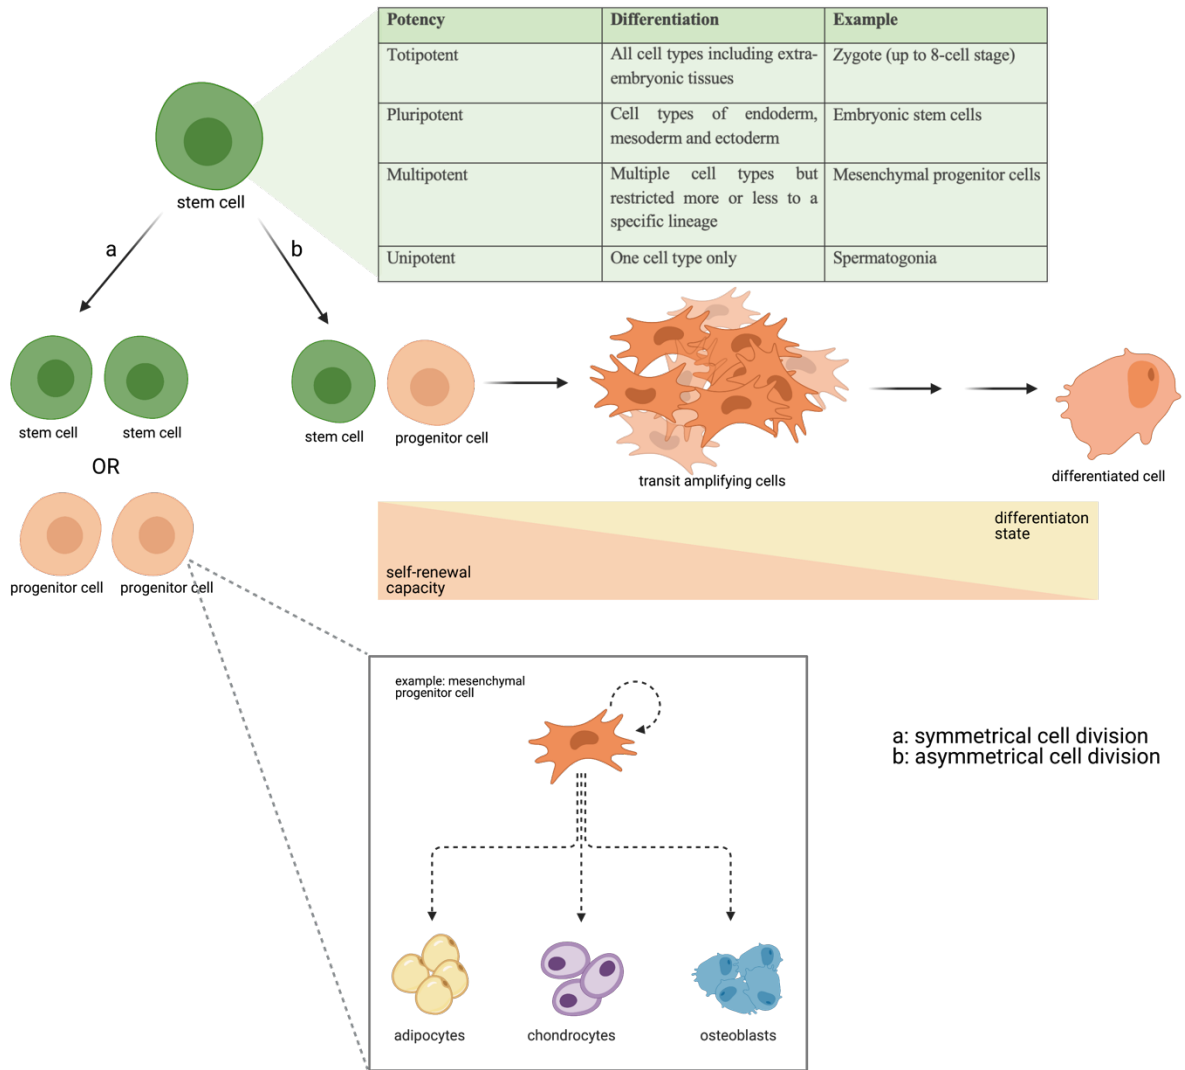 Potency Differentiation Example
Totipotent All cell types including extra-
embryonic tissues Zygote (up to 8-cell stage)
Pluripotent Cell types of endoderm,
mesoderm and ectoderm Embryonic stem cells
Multipotent Multiple cell types but
restricted more or less to a
specific lineage Mesenchymal progenitor cells
Unipotent One cell type only Spermatogonia
stem cell
a
b
stem cell
stem cell
stem cell
progenitor cell
transit amplifying cells
differentiated cell
OR
progenitor cell
progenitor cell
differentiaton
state
self-renewal
capacity
example: mesenchymal
progenitor cell
adipocytes
chondrocytes
osteoblasts
a: symmetrical cell division
b: asymmetrical cell division